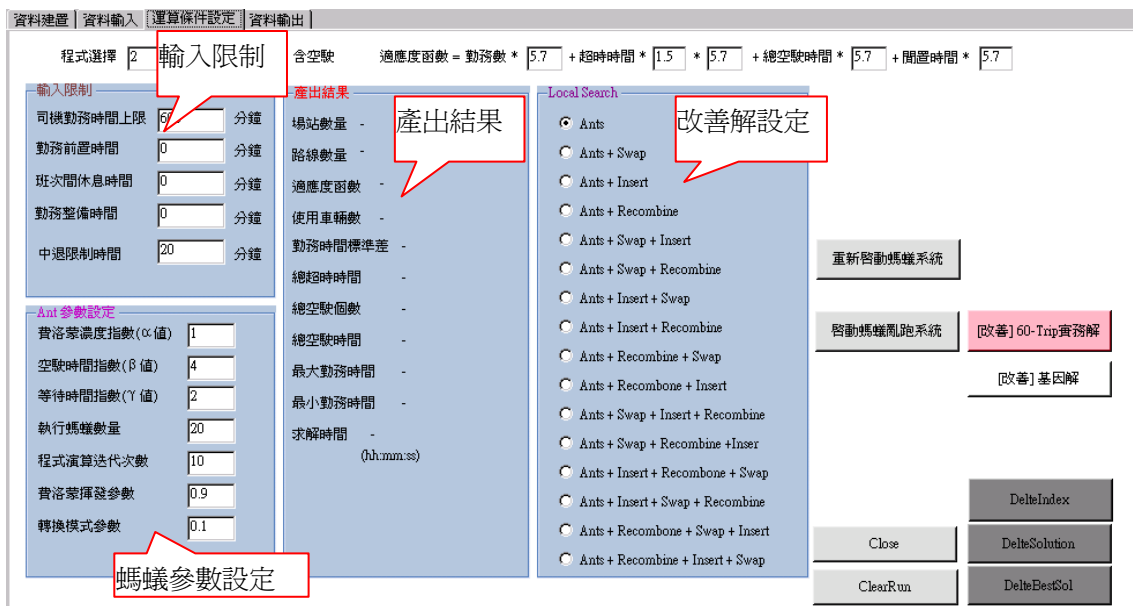 資料建置 資料輸入 運算條件設定 資料輸出
程式選擇 2 含空駛 適應度函數 = 勤務數 * 5.7 + 超時時間 * 1.5 * 5.7 + 總空駛時間 * 5.7 + 閒置時間 * 5.7
輸入限制
輸入限制
司機勤務時間上限 分鐘
勤務前置時間 0 分鐘
班次間休息時間 0 分鐘
勤務整備時間 0 分鐘
中退限制時間 20 分鐘
Ant 參數設定
費洛蒙濃度指數(α值) 1
空駛時間指數(β值) 4
等待時間指數(γ值) 2
執行螞蟻數量 20
程式演算迭代次數 10
費洛蒙揮發參數 0.9
轉換模式參數 0.1
螞蟻參數設定
產出結果
產出結果
場站數量 -
路線數量 -
適應度函數 -
使用車輛數 -
勤務時間標準差 -
總超時時間 -
總空駛個數 -
總空駛時間 -
最大勤務時間 -
最小勤務時間 -
求解時間 -
(hh:mm:ss)
Local Search
改善解設定
Ants
Ants + Swap
Ants + Insert
Ants + Recombine
Ants + Swap + Insert
Ants + Swap + Recombine
Ants + Insert + Swap
Ants + Insert + Recombine
Ants + Recombine + Swap
Ants + Recombone + Insert
Ants + Swap + Insert + Recombine
Ants + Swap + Recombine +Inser
Ants + Insert + Recombone + Swap
Ants + Insert + Swap + Recombine
Ants + Recombone + Swap + Insert
Ants + Recombine + Insert + Swap
重新啓動螞蟻系統
啓動螞蟻亂跑系統
[改善] 60-Trip實務解
[改善] 基因解
DelteIndex
Close
DelteSolution
ClearRun
DelteBestSol